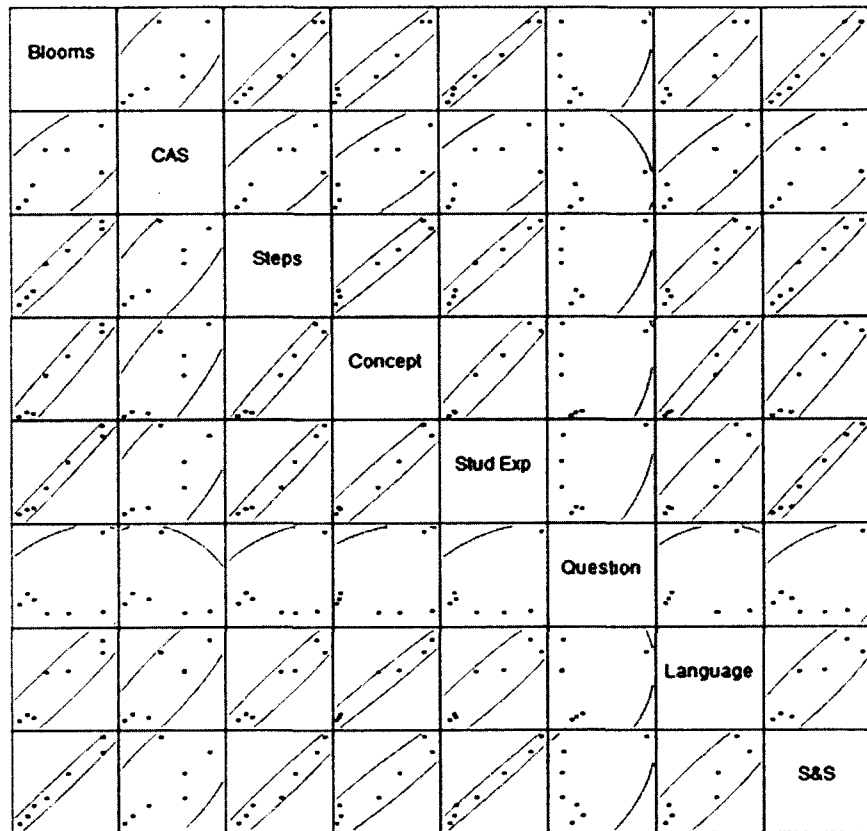 Blooms
CAS
Steps
Concept
Stud Exp
Question
Language
S&S